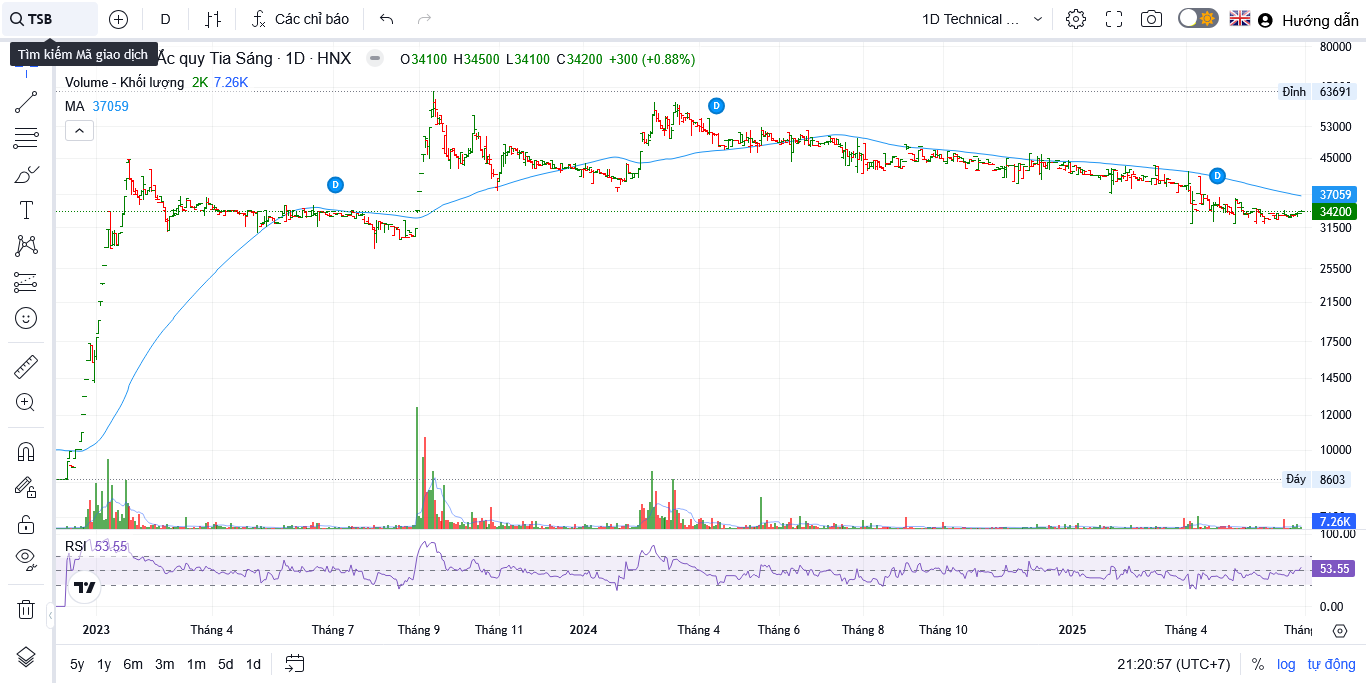 TSB
D
Các chỉ báo
1D Technical ...
Hướng dẫn
Tìm kiếm Mã giao dịch
Ắc quy Tia Sáng · 1D · HNX
O34100 H34500 L34100 C34200 +300 (+0.88%)
Volume - Khối lượng 2K 7.26K
MA 37059
80000
Đỉnh 63691
53000
45000
37059
34200
31500
25500
21500
17500
14500
12000
10000
Đáy 8603
7.26K
D
D
D
RSI 53.55
100.00
53.55
0.00
2023 Tháng 4 Tháng 7 Tháng 9 Tháng 11 2024 Tháng 4 Tháng 6 Tháng 8 Tháng 10 2025 Tháng 4
5y 1y 6m 3m 1m 5d 1d
21:20:57 (UTC+7) % log tự động